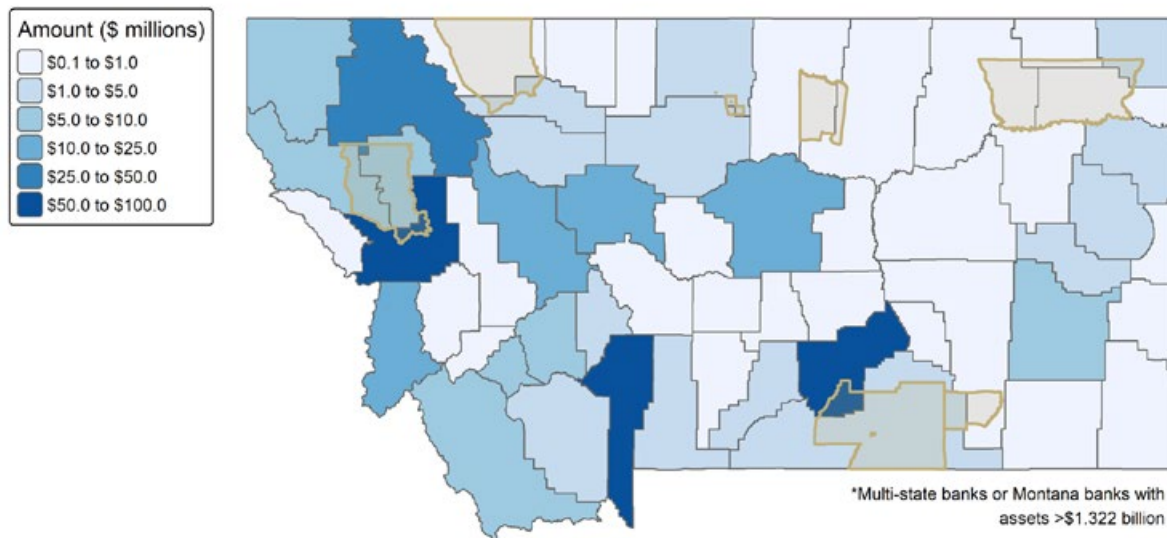 Amount ($ millions)
$0.1 to $1.0
$1.0 to $5.0
$5.0 to $10.0
$10.0 to $25.0
$25.0 to $50.0
$50.0 to $100.0
*Multi-state banks or Montana banks with
assets >$1.322 billion